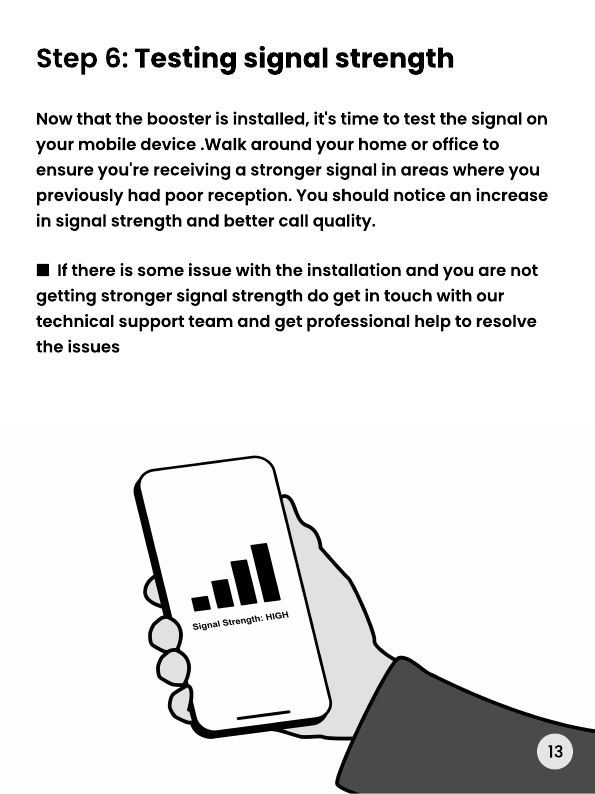 Step 6: Testing signal strength
Now that the booster is installed, it's time to test the signal on
your mobile device .Walk around your home or office to
ensure you're receiving a stronger signal in areas where you
previously had poor reception. You should notice an increase
in signal strength and better call quality.
■ If there is some issue with the installation and you are not
getting stronger signal strength do get in touch with our
technical support team and get professional help to resolve
the issues
Signal Strength: HIGH
13